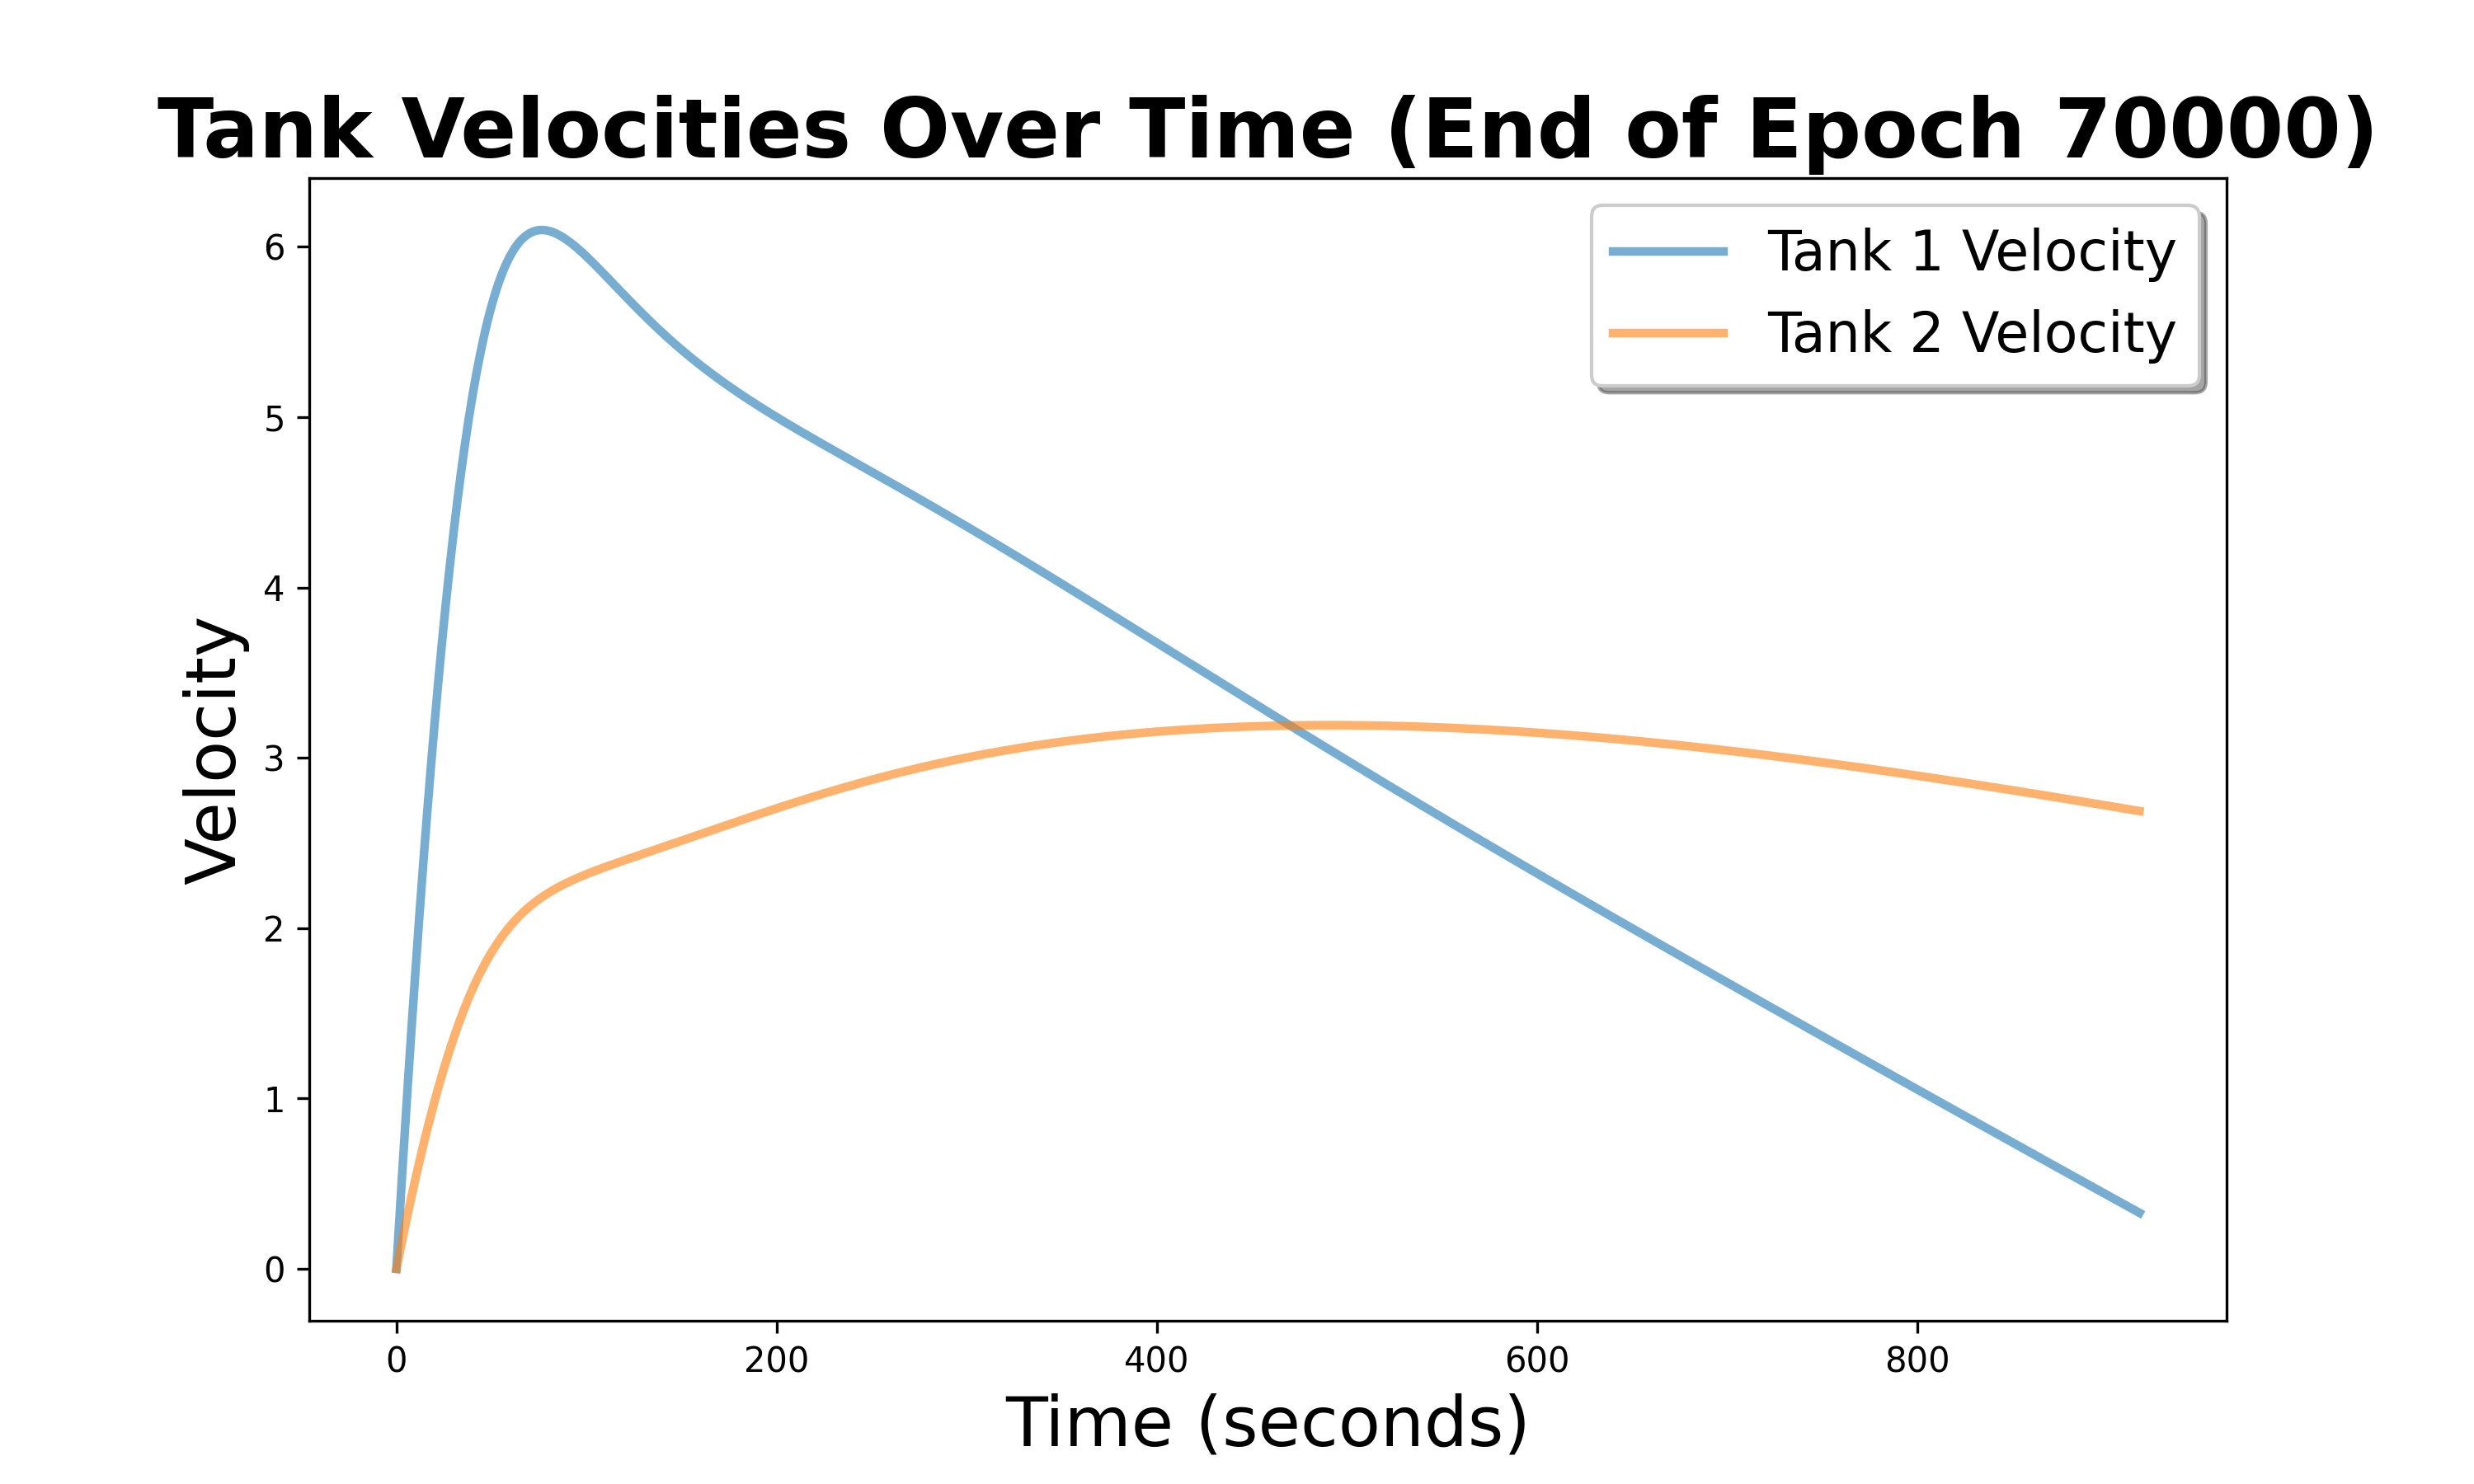 Tank Velocities Over Time (End of Epoch 70000)
Tank 1 Velocity
Tank 2 Velocity
Velocity
6
5
4
3
2
1
0
0 200 400 600 800
Time (seconds)